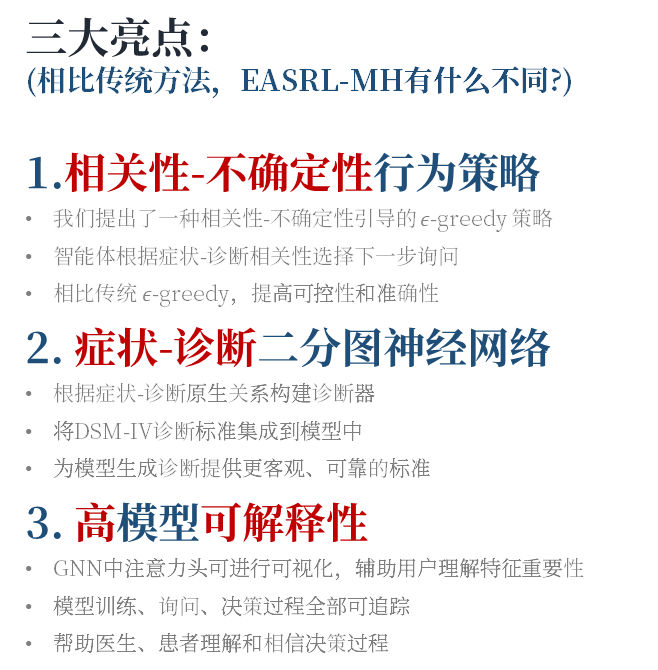 三大亮点：
(相比传统方法，EASRL-MH有什么不同?)
1.相关性-不确定性行为策略
• 我们提出了一种相关性-不确定性引导的 ϵ-greedy 策略
• 智能体根据症状-诊断相关性选择下一步询问
• 相比传统 ϵ-greedy，提高可控性和准确性
2. 症状-诊断二分图神经网络
• 根据症状-诊断原生关系构建诊断器
• 将DSM-IV诊断标准集成到模型中
• 为模型生成诊断提供更客观、可靠的标准
3. 高模型可解释性
• GNN中注意力头可进行可视化，辅助用户理解特征重要性
• 模型训练、询问、决策过程全部可追踪
• 帮助医生、患者理解和相信决策过程